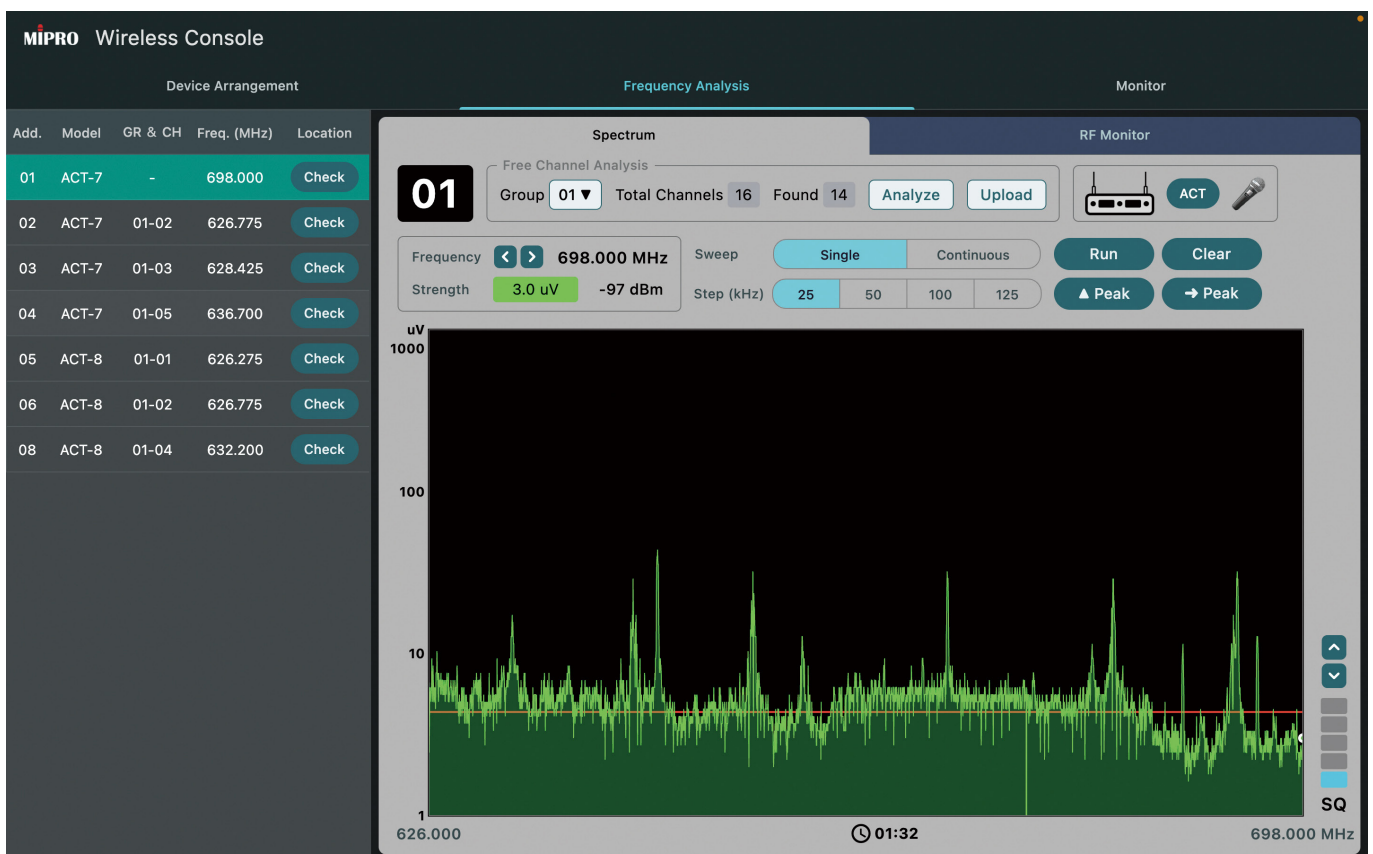 MIPRO Wireless Console
Device Arrangement Frequency Analysis Monitor
Add. Model GR & CH Freq. (MHz) Location
01 ACT-7 - 698.000 Check
02 ACT-7 01-02 626.775 Check
03 ACT-7 01-03 628.425 Check
04 ACT-7 01-05 636.700 Check
05 ACT-8 01-01 626.275 Check
06 ACT-8 01-02 626.775 Check
08 ACT-8 01-04 632.200 Check
Spectrum RF Monitor
01
Free Channel Analysis
Group 01 ▼ Total Channels 16 Found 14 Analyze Upload
ACT
Frequency < > 698.000 MHz
Strength 3.0 uV -97 dBm
Sweep Single Continuous
Step (kHz) 25 50 100 125
Run Clear
▲ Peak → Peak
uV
1000
100
10
1
SQ
626.000 01:32 698.000 MHz